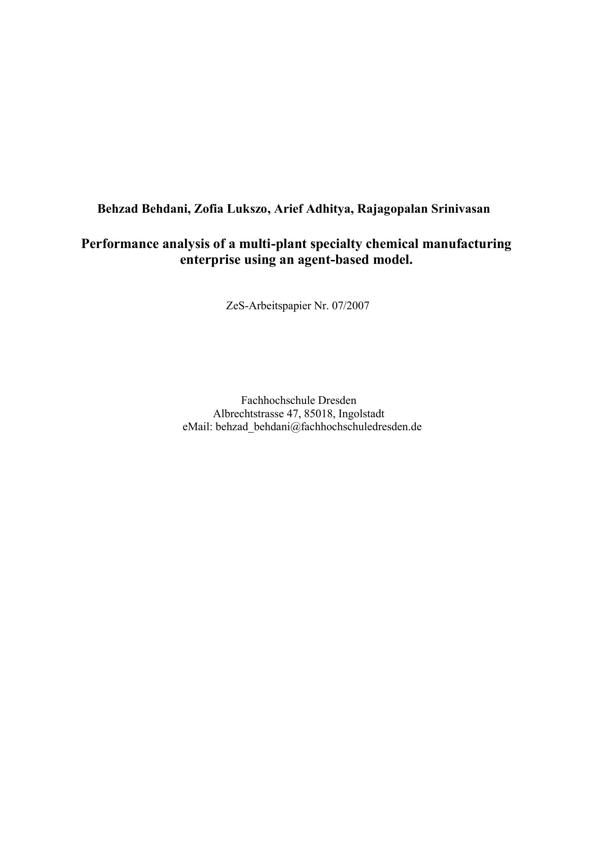 Behzad Behdani, Zofia Lukszo, Arief Adhitya, Rajagopalan Srinivasan
Performance analysis of a multi-plant specialty chemical manufacturing
enterprise using an agent-based model.
ZeS-Arbeitspapier Nr. 07/2007
Fachhochschule Dresden
Albrechtstrasse 47, 85018, Ingolstadt
eMail: behzad_behdani@fachhochschuledresden.de